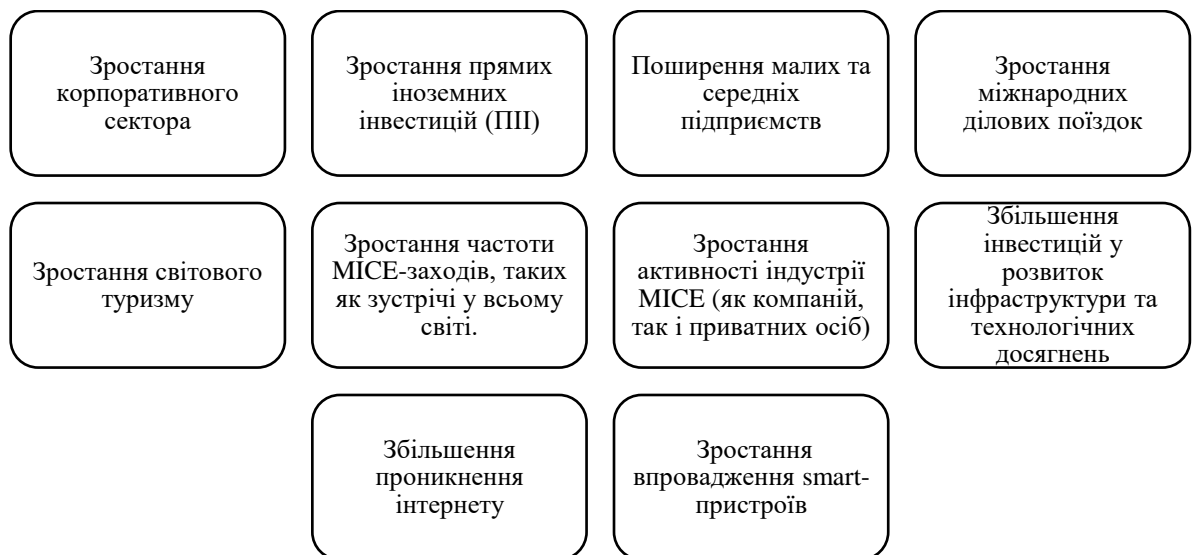 Зростання
корпоративного
сектора
Зростання прямих
іноземних
інвестицій (ПІІ)
Поширення малих та
середніх
підприємств
Зростання
міжнародних
ділових поїздок
Зростання світового
туризму
Зростання частоти
MICE-заходів, таких
як зустрічі у всьому
світі.
Зростання
активності індустрії
MICE (як компаній,
так і приватних осіб)
Збільшення
інвестицій у
розвиток
інфраструктури та
технологічних
досягнень
Збільшення
проникнення
інтернету
Зростання
впровадження smart-
пристроїв